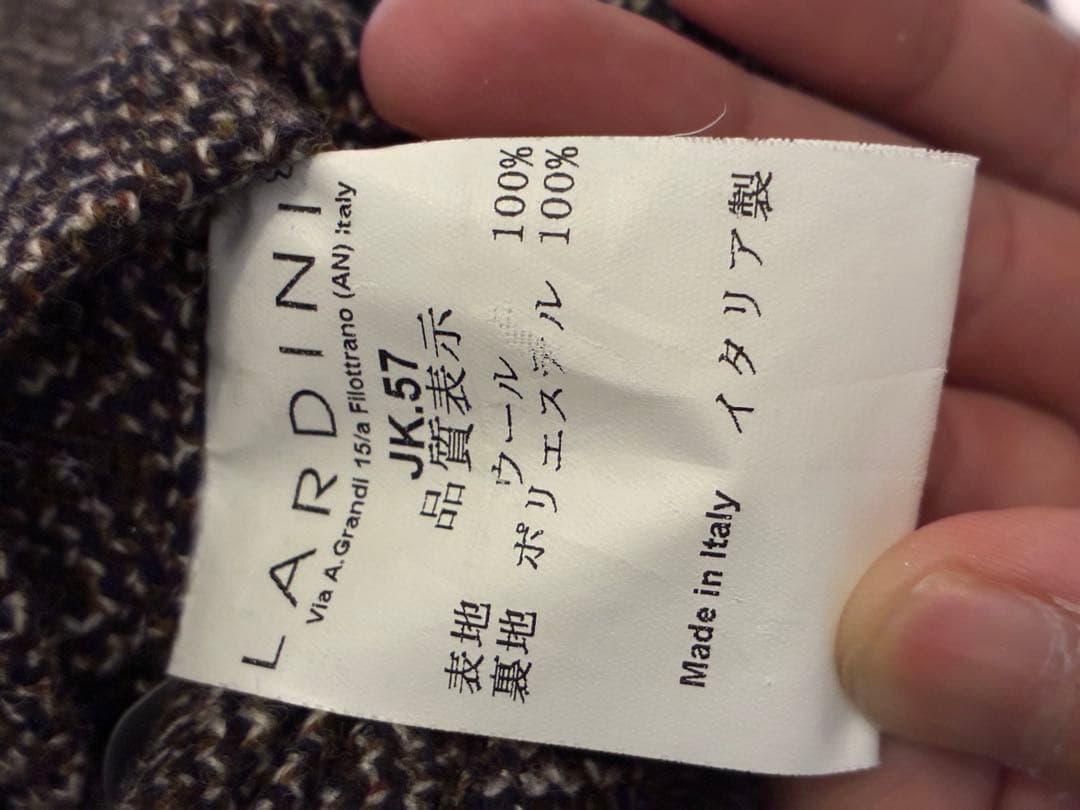 LARDINI
Via A.Grandi 15/a Filottrano (AN) italy
JK.57
品質表示
表地 ウール 100%
裏地 ポリエステル 100%
Made in Italy イタリア製